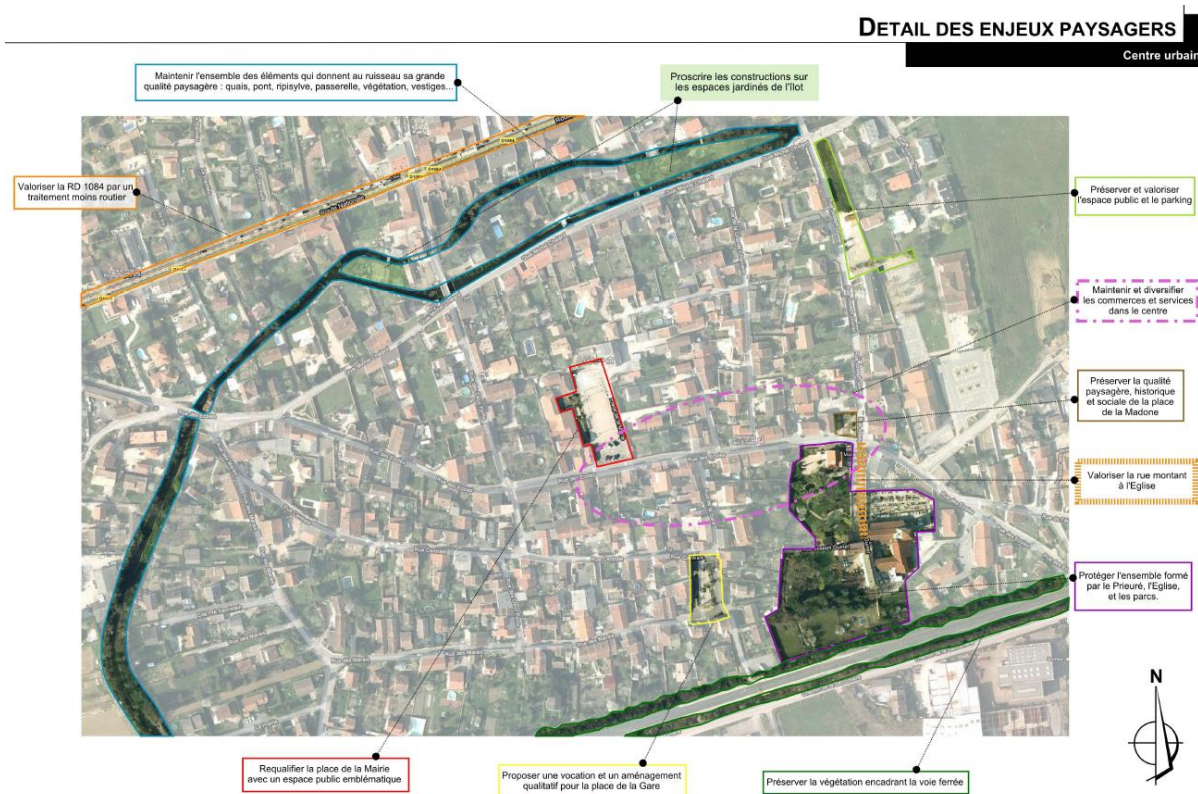 DETAIL DES ENJEUX PAYSAGERS
Centre urbain
Maintenir l'ensemble des éléments qui donnent au ruisseau sa grande
qualité paysagère : quais, pont, ripisylve, passerelle, végétation, vestiges...
Proscrire les constructions sur
les espaces jardinés de l'îlot
Valoriser la RD 1084 par un
traitement moins routier
Préserver et valoriser
l'espace public et le parking
Maintenir et diversifier
les commerces et services
dans le centre
Préserver la qualité
paysagère, historique
et sociale de la place
de la Madone
Valoriser la rue montant
à l'Eglise
Protéger l'ensemble formé
par le Prieuré, l'Eglise,
et les parcs.
N
Requalifier la place de la Mairie
avec un espace public emblématique
Proposer une vocation et un aménagement
qualitatif pour la place de la Gare
Préserver la végétation encadrant la voie ferrée
Route Nationale